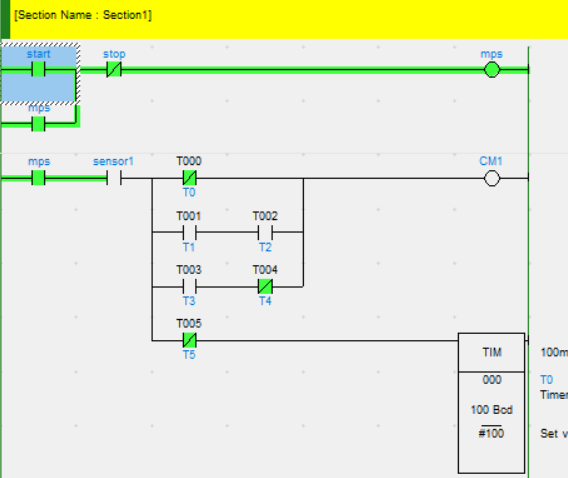 [Section Name : Section1]
start stop mps
mps
mps sensor1 T000 CM1
T0
T001 T002
T1 T2
T003 T004
T3 T4
T005
T5
TIM 100m
000 T0
Timer
100 Bcd
#100 Set v